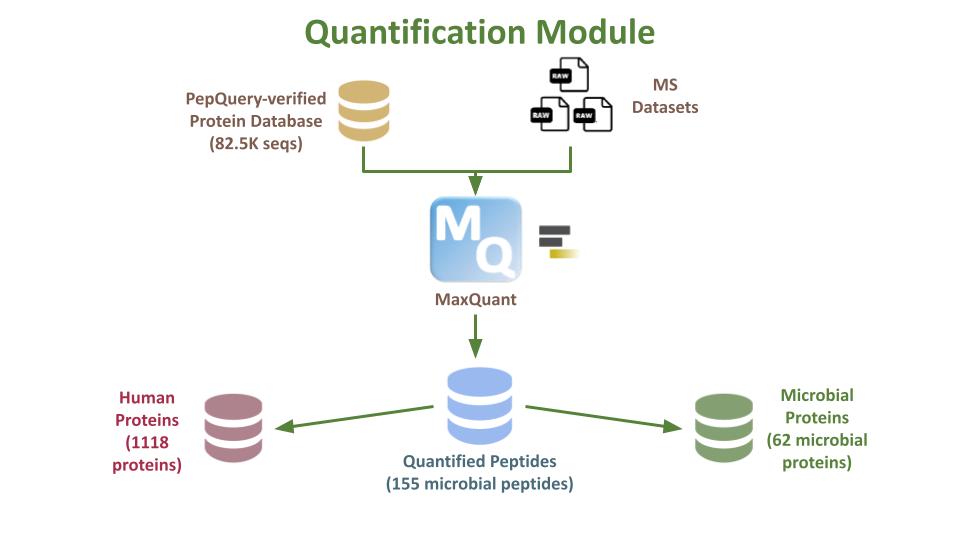 Quantification Module
PepQuery-verified
Protein Database
(82.5K seqs)
RAW
RAW
RAW
MS
Datasets
M
Q
MaxQuant
Human
Proteins
(1118
proteins)
Quantified Peptides
(155 microbial peptides)
Microbial
Proteins
(62 microbial
proteins)